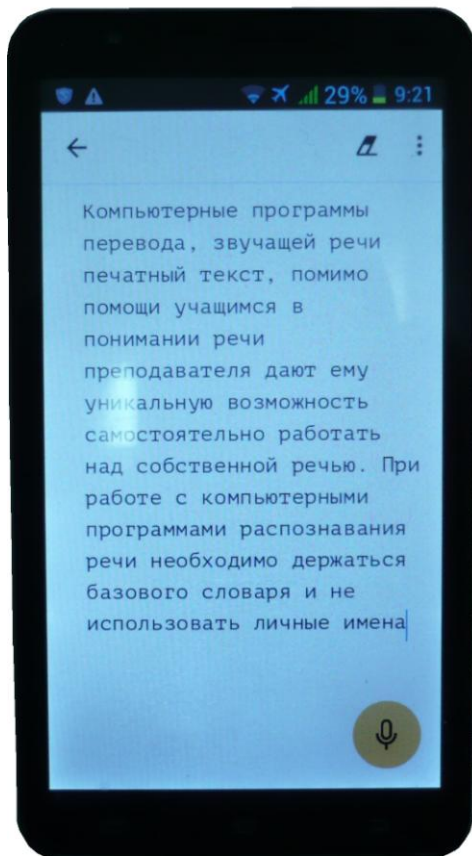 29% 9:21
Компьютерные программы
перевода, звучащей речи
печатный текст, помимо
помощи учащимся в
понимании речи
преподавателя дают ему
уникальную возможность
самостоятельно работать
над собственной речью. При
работе с компьютерными
программами распознавания
речи необходимо держаться
базового словаря и не
использовать личные имена